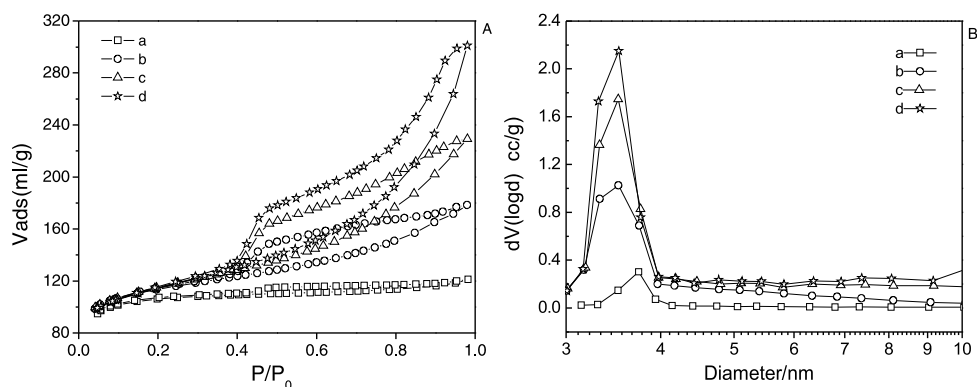 A
320
280
240
200
160
120
80
Vads(ml/g)
a
b
c
d
0.0 0.2 0.4 0.6 0.8 1.0
P/P0
B
2.4
2.0
1.6
1.2
0.8
0.4
0.0
dV(logd) cc/g)
a
b
c
d
3 4 5 6 7 8 9 10
Diameter/nm